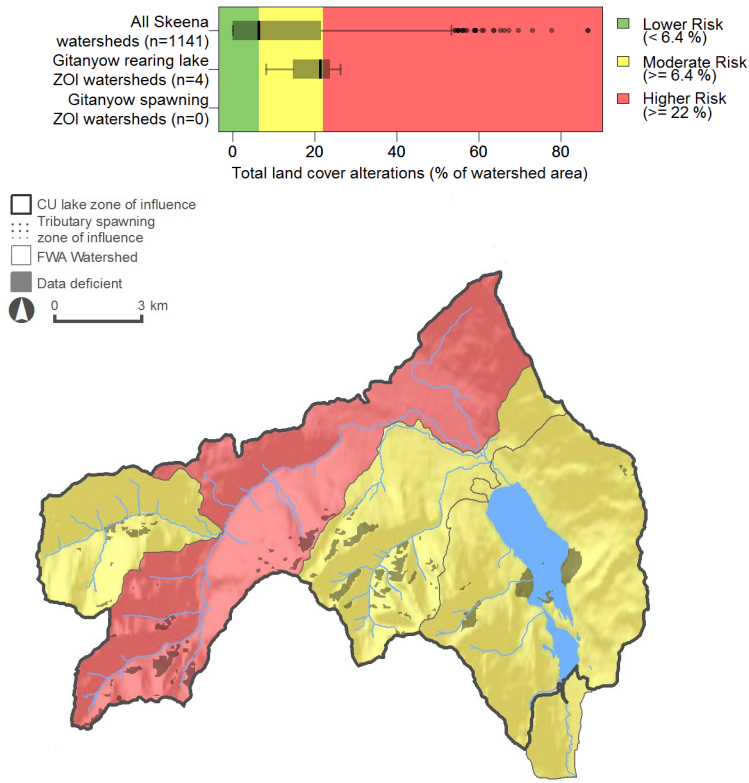 All Skeena
watersheds (n=1141)
Gitanyow rearing lake
ZOI watersheds (n=4)
Gitanyow spawning
ZOI watersheds (n=0)
Lower Risk
(< 6.4 %)
Moderate Risk
(>= 6.4 %)
Higher Risk
(>= 22 %)
0 20 40 60 80
Total land cover alterations (% of watershed area)
CU lake zone of influence
Tributary spawning
zone of influence
FWA Watershed
Data deficient
0 3 km